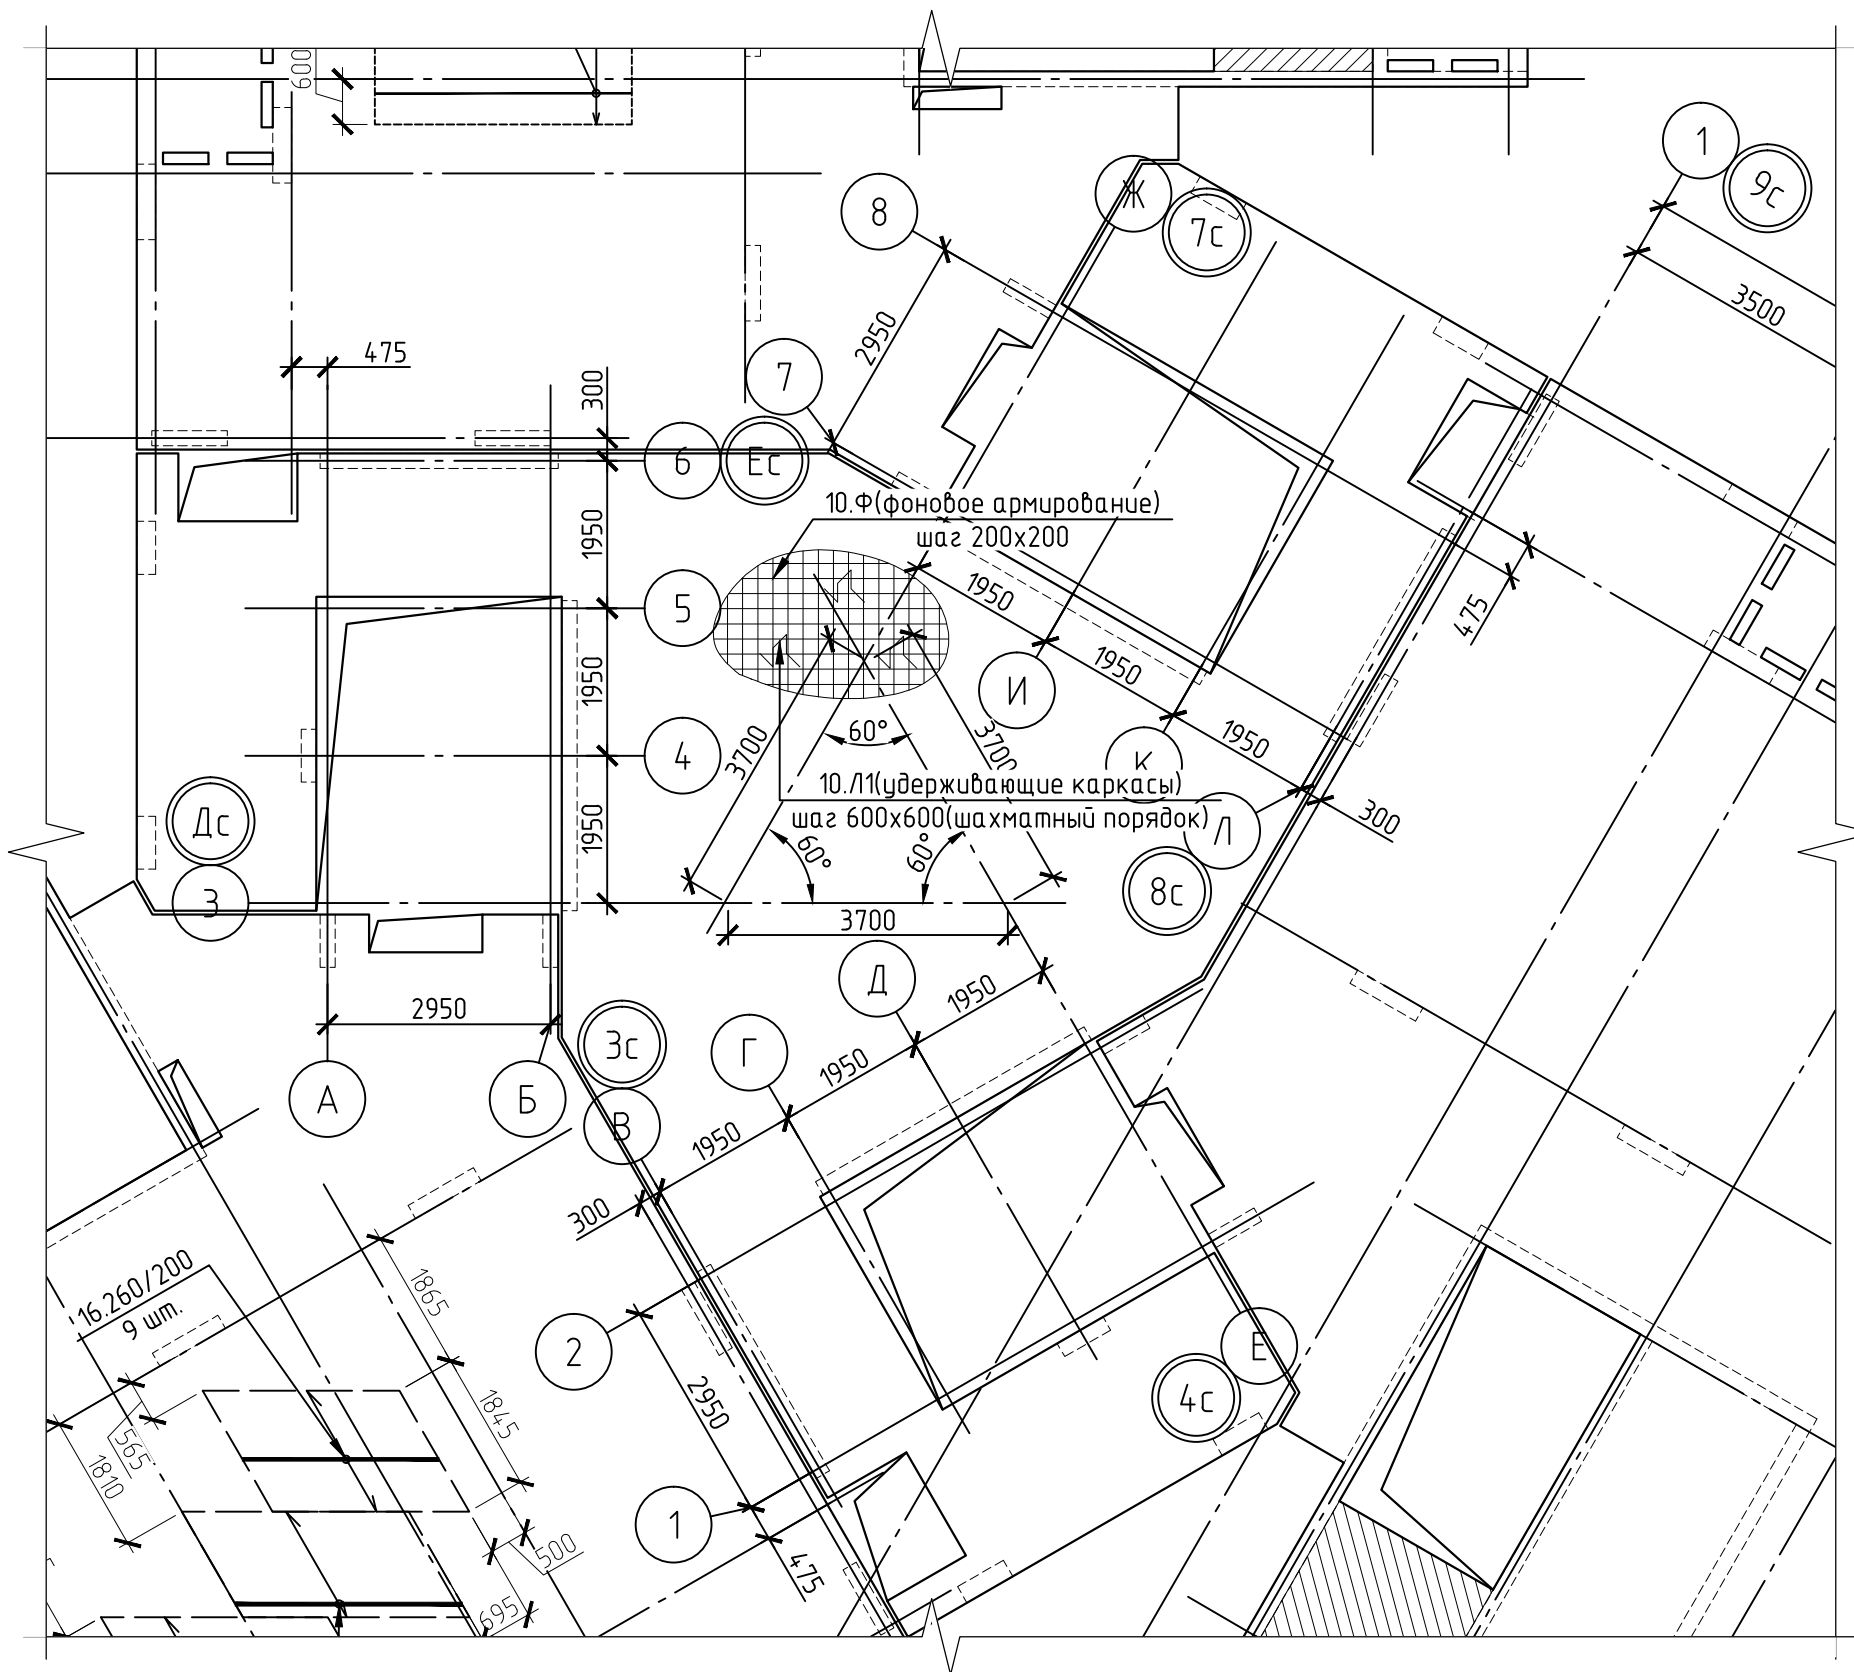 600
1
9с
8
Ж
7с
3500
2950
475
7
300
6
Ес
10.Ф(фоновое армирование)
шаг 200х200
1950
1950
5
475
1950
И
1950
4
3700
60°
3700
1950
К
10.Л1(удерживающие каркасы)
шаг 600х600(шахматный порядок)
Дс
1950
Л
300
60°
60°
8с
3
3700
Д
2950
1950
3с
Г
1950
А
Б
В
1950
300
16.260/200
9 шт.
1865
2
Е
4с
2950
1845
565
1810
1
500
475
695